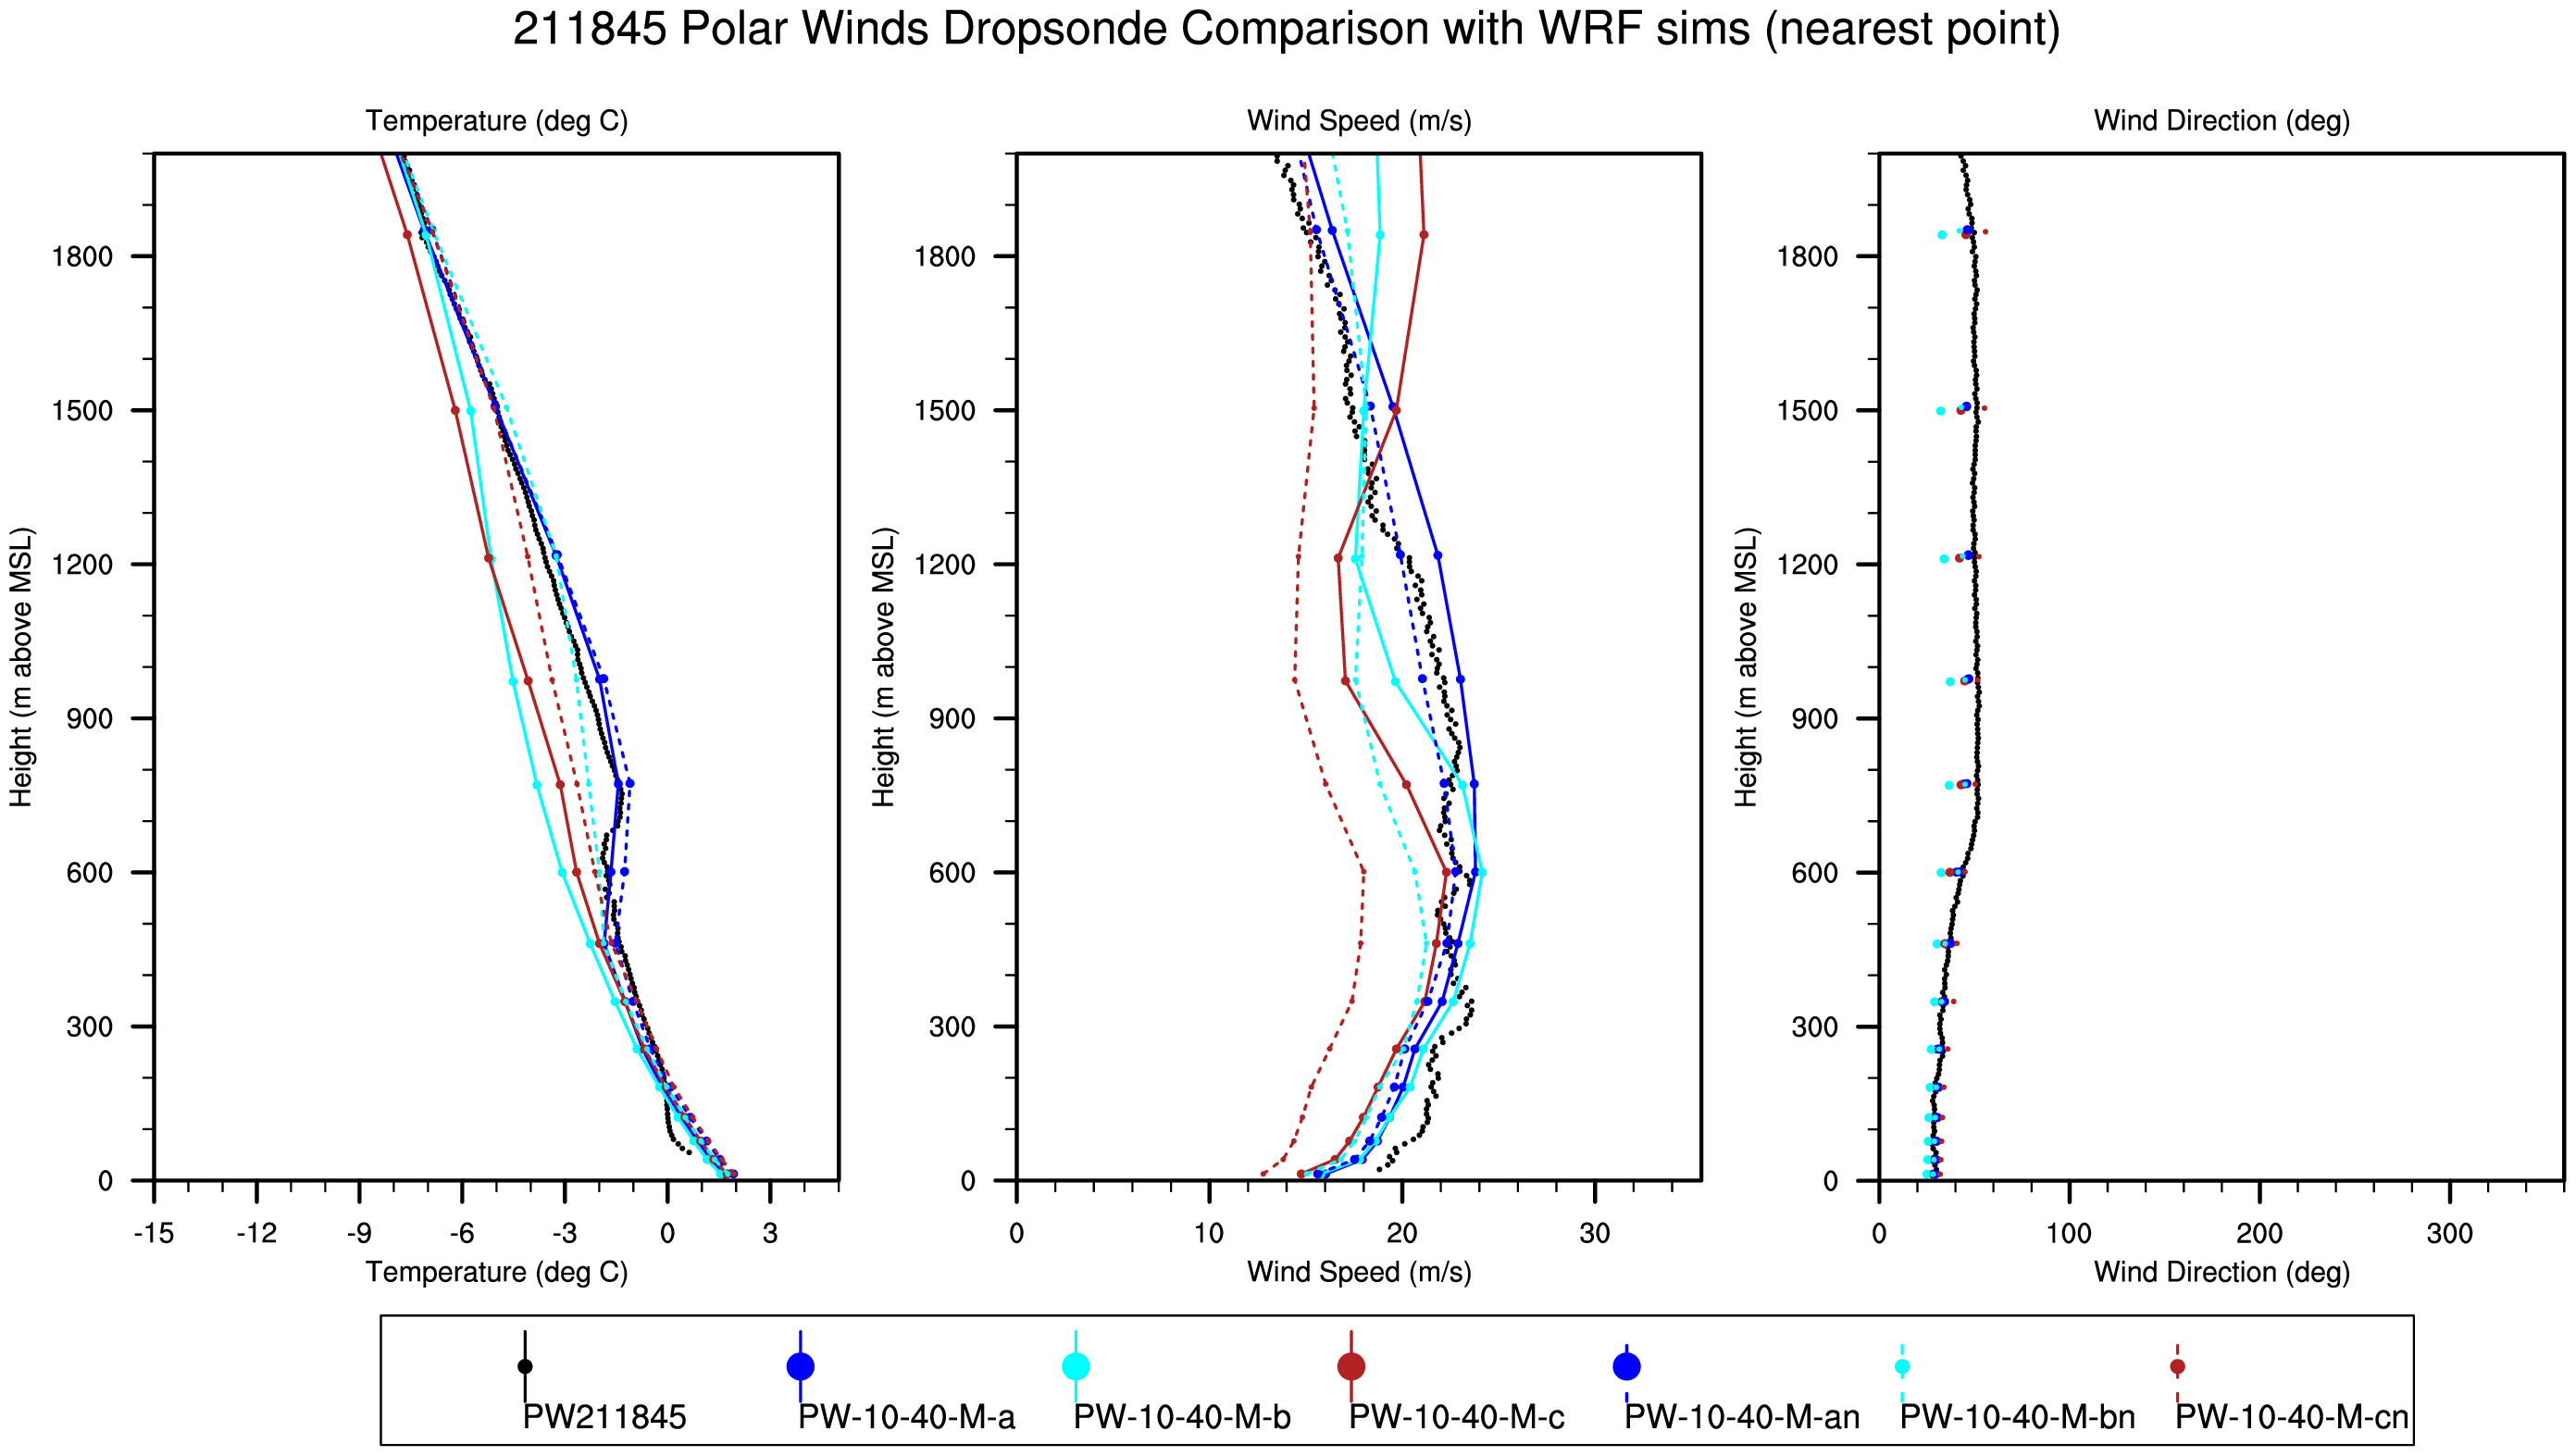 211845 Polar Winds Dropsonde Comparison with WRF sims (nearest point)
Temperature (deg C)
Wind Speed (m/s)
Wind Direction (deg)
Height (m above MSL)
1800
1500
1200
900
600
300
0
-15 -12 -9 -6 -3 0 3
Temperature (deg C)
Height (m above MSL)
1800
1500
1200
900
600
300
0
0 10 20 30
Wind Speed (m/s)
Height (m above MSL)
1800
1500
1200
900
600
300
0
0 100 200 300
Wind Direction (deg)
PW211845 PW-10-40-M-a PW-10-40-M-b PW-10-40-M-c PW-10-40-M-an PW-10-40-M-bn PW-10-40-M-cn